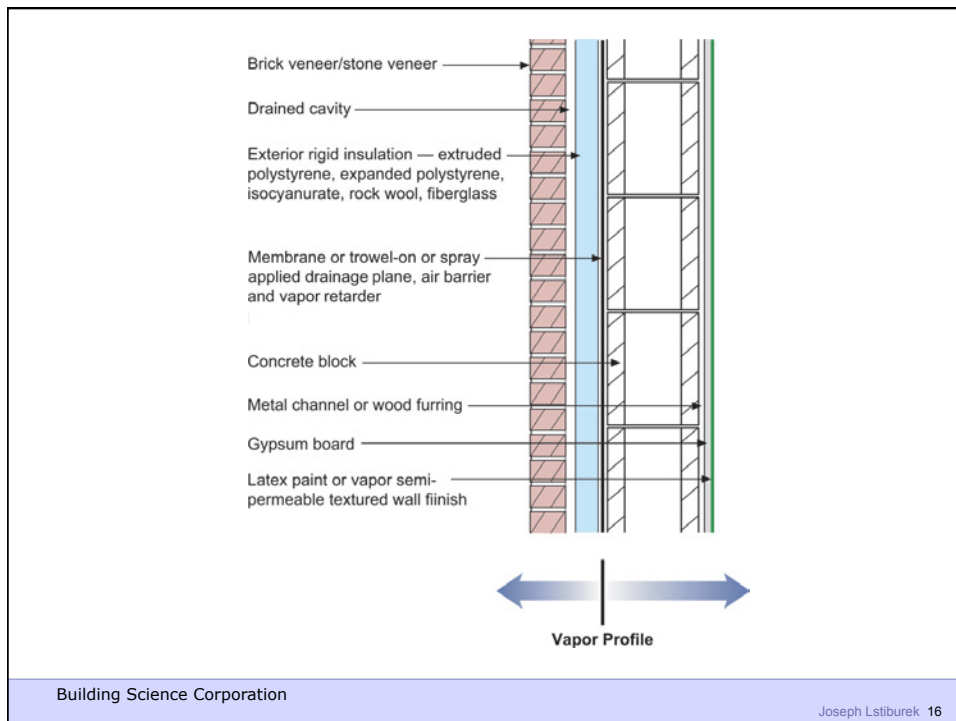 Brick veneer/stone veneer
Drained cavity
Exterior rigid insulation — extruded
polystyrene, expanded polystyrene,
isocyanurate, rock wool, fiberglass
Membrane or trowel-on or spray
applied drainage plane, air barrier
and vapor retarder
Concrete block
Metal channel or wood furring
Gypsum board
Latex paint or vapor semi-
permeable textured wall fiinish
Vapor Profile
Building Science Corporation
Joseph Lstiburek 16